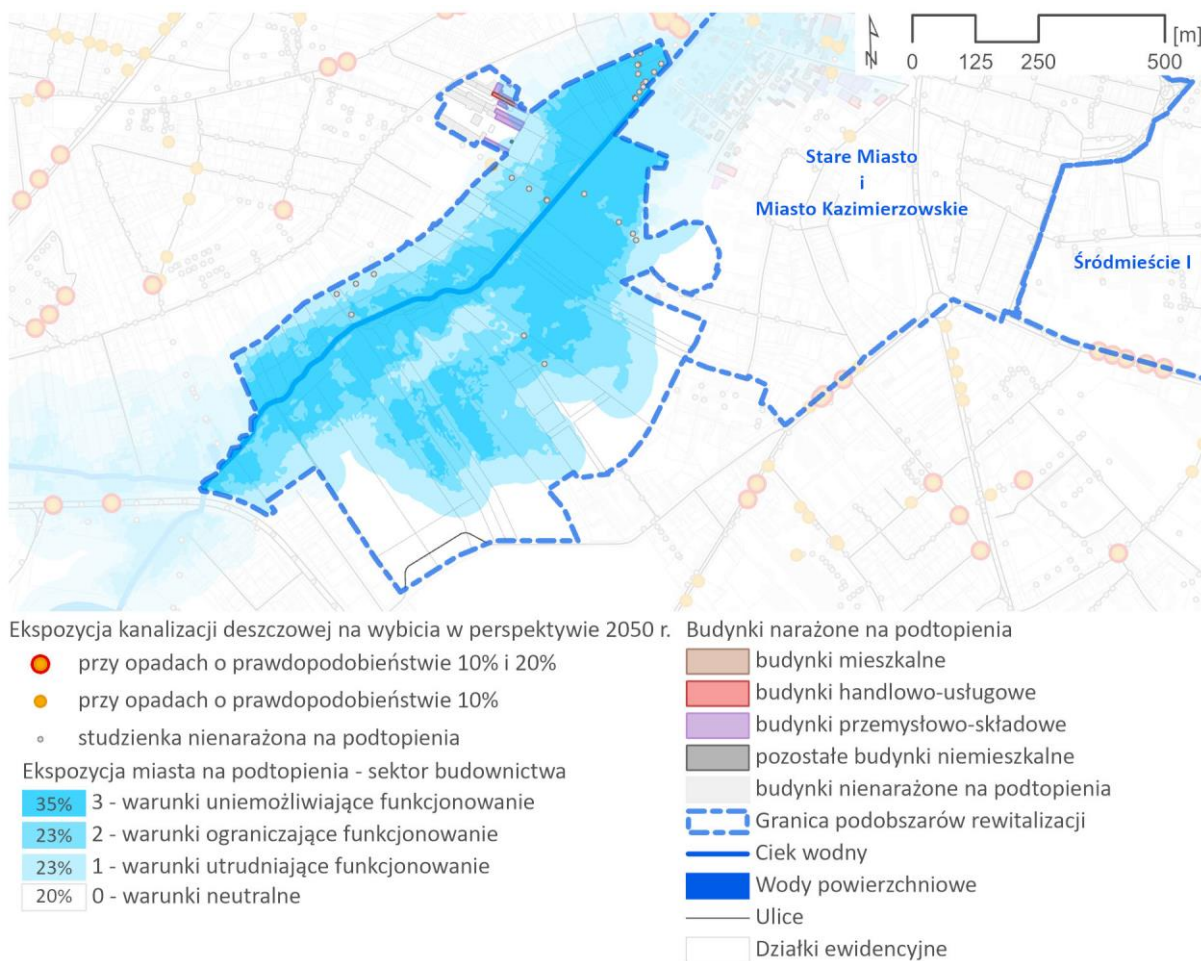 [m]
0 125 250 500
Stare Miasto
i
Miasto Kazimierzowskie
Śródmieście I
Ekspozycja kanalizacji deszczowej na wybicia w perspektywie 2050 r.
przy opadach o prawdopodobieństwie 10% i 20%
przy opadach o prawdopodobieństwie 10%
studzienka nienarażona na podtopienia
Ekspozycja miasta na podtopienia - sektor budownictwa
35% 3 - warunki uniemożliwiające funkcjonowanie
23% 2 - warunki ograniczające funkcjonowanie
23% 1 - warunki utrudniające funkcjonowanie
20% 0 - warunki neutralne
Budynki narażone na podtopienia
budynki mieszkalne
budynki handlowo-usługowe
budynki przemysłowo-składowe
pozostałe budynki niemieszkalne
budynki nienarażone na podtopienia
Granica podobszarów rewitalizacji
Ciek wodny
Wody powierzchniowe
Ulice
Działki ewidencyjne